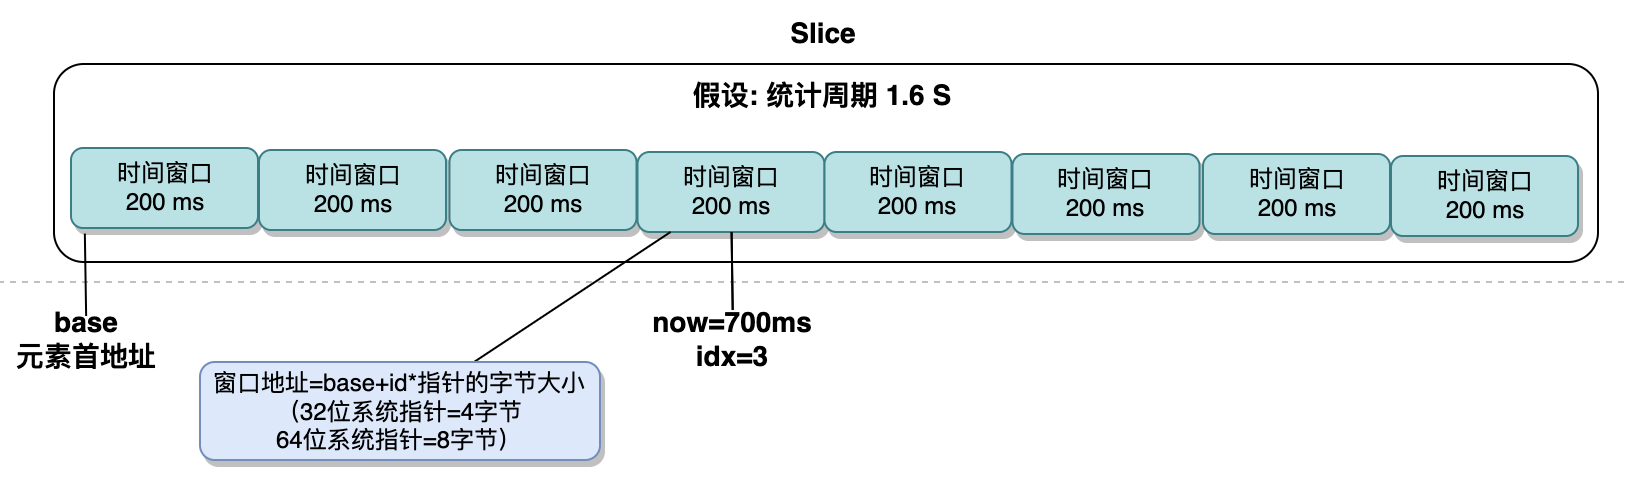 Slice
假设: 统计周期 1.6 S
时间窗口
200 ms
时间窗口
200 ms
时间窗口
200 ms
时间窗口
200 ms
时间窗口
200 ms
时间窗口
200 ms
时间窗口
200 ms
时间窗口
200 ms
base
元素首地址
now=700ms
idx=3
窗口地址=base+id*指针的字节大小
（32位系统指针=4字节
64位系统指针=8字节）